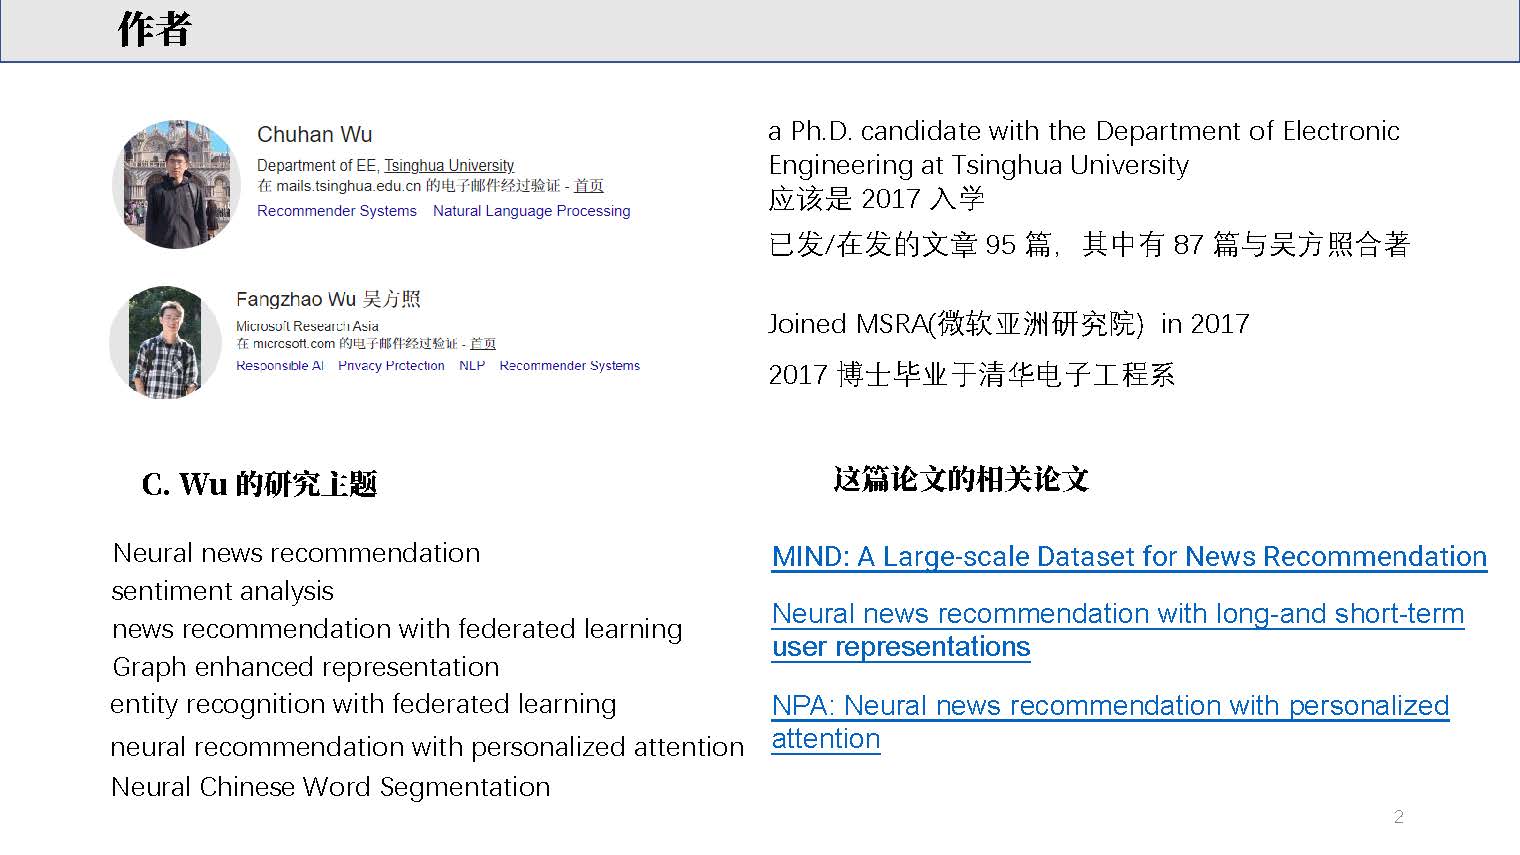 作者
Chuhan Wu
Department of EE, Tsinghua University
在 mails.tsinghua.edu.cn 的电子邮件经过验证 - 首页
Recommender Systems Natural Language Processing
a Ph.D. candidate with the Department of Electronic
Engineering at Tsinghua University
应该是 2017 入学
已发/在发的文章 95 篇，其中有 87 篇与吴方照合著
Fangzhao Wu 吴方照
Microsoft Research Asia
在 microsoft.com 的电子邮件经过验证 - 首页
Responsible AI Privacy Protection NLP Recommender Systems
Joined MSRA(微软亚洲研究院) in 2017
2017 博士毕业于清华电子工程系
C. Wu 的研究主题
Neural news recommendation
sentiment analysis
news recommendation with federated learning
Graph enhanced representation
entity recognition with federated learning
neural recommendation with personalized attention
Neural Chinese Word Segmentation
这篇论文的相关论文
MIND: A Large-scale Dataset for News Recommendation
Neural news recommendation with long-and short-term
user representations
NPA: Neural news recommendation with personalized
attention
2